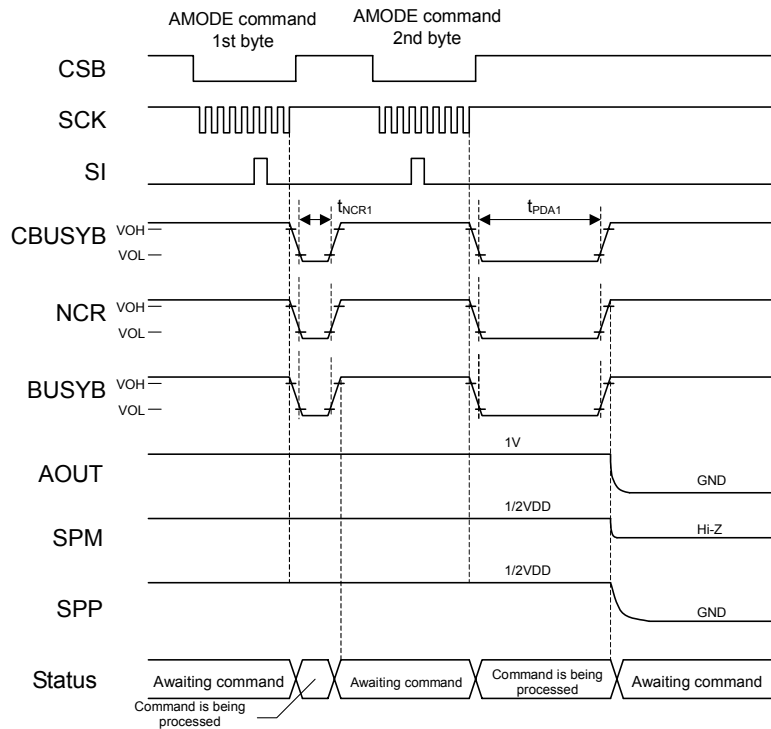 AMODE command
1st byte
AMODE command
2nd byte
CSB
SCK
SI
tNCR1
tPDA1
CBUSYB
VOH
VOL
NCR
VOH
VOL
BUSYB
VOH
VOL
AOUT
1V
GND
SPM
1/2VDD
Hi-Z
SPP
1/2VDD
GND
Status
Awaiting command
Command is being
processed
Awaiting command
Command is being
processed
Awaiting command